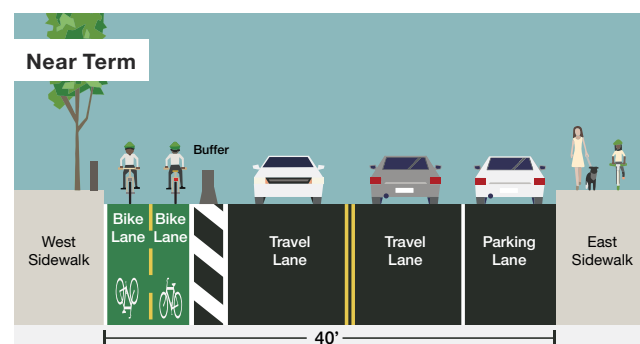 Near Term
Buffer
Bike
Lane
Bike
Lane
West
Sidewalk
Travel
Lane
Travel
Lane
Parking
Lane
East
Sidewalk
40’